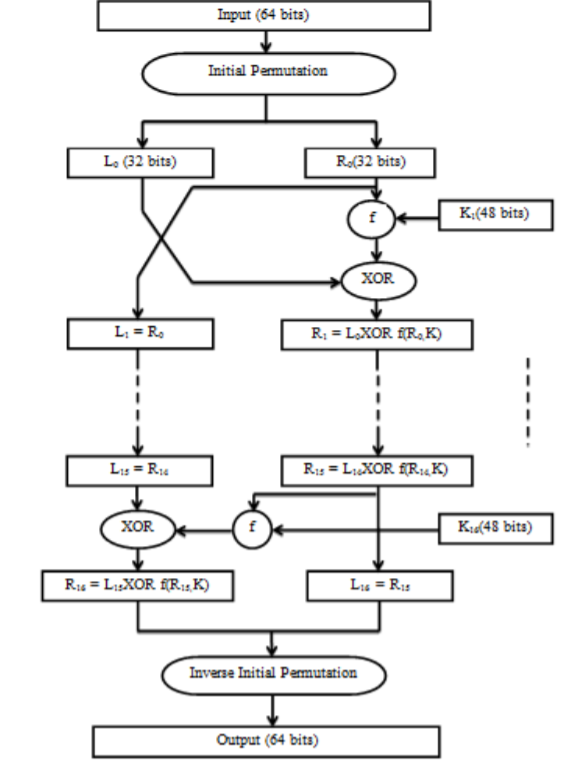 Input (64 bits)
Initial Permutation
L₀ (32 bits)
R₀(32 bits)
f
K₁(48 bits)
XOR
L₁ = R₀
R₁ = L₀XOR f(R₀,K)
L₁₅ = R₁₄
R₁₅ = L₁₄XOR f(R₁₄,K)
XOR
f
K₁₆(48 bits)
R₁₆ = L₁₅XOR f(R₁₅,K)
L₁₆ = R₁₅
Inverse Initial Permutation
Output (64 bits)